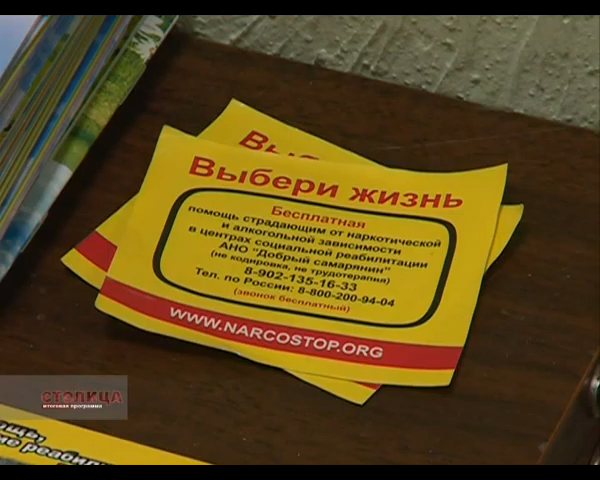 Выб
Выбери жизнь
Бесплатная
помощь страдающим от наркотической
и алкогольной зависимости
в центрах социальной реабилитации
АНО "Добрый самарянин"
(не кодировка, не трудотерапия)
8-902-135-16-33
Тел. по России: 8-800-200-94-04
(звонок бесплатный)
WWW.NARCOSTOP.ORG
СТОЛИЦА
итоговая программа